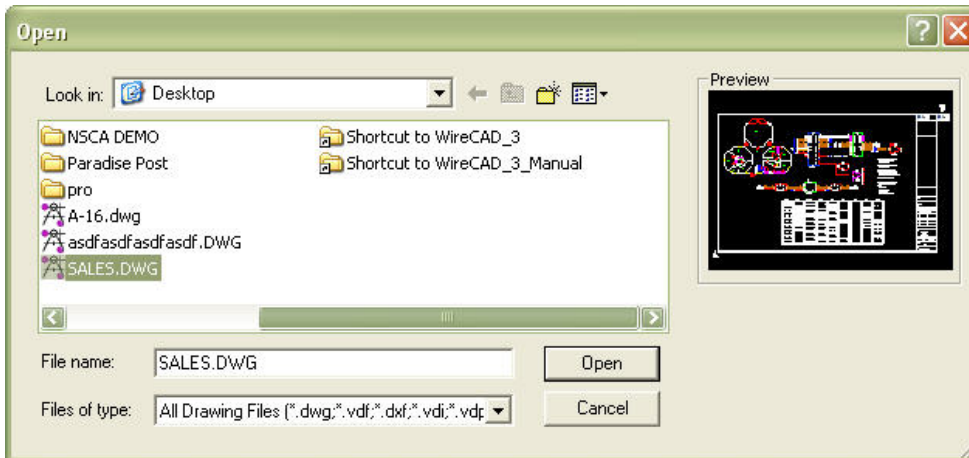 Open
Look in: Desktop
Preview
NSCA DEMO
Paradise Post
pro
A-16.dwg
asdfasdfasdfasdf.DWG
SALES.DWG
Shortcut to WireCAD_3
Shortcut to WireCAD_3_Manual
File name: SALES.DWG
Open
Files of type: All Drawing Files (*.dwg;*.vdf;*.dxf;*.vdi;*.vdp
Cancel